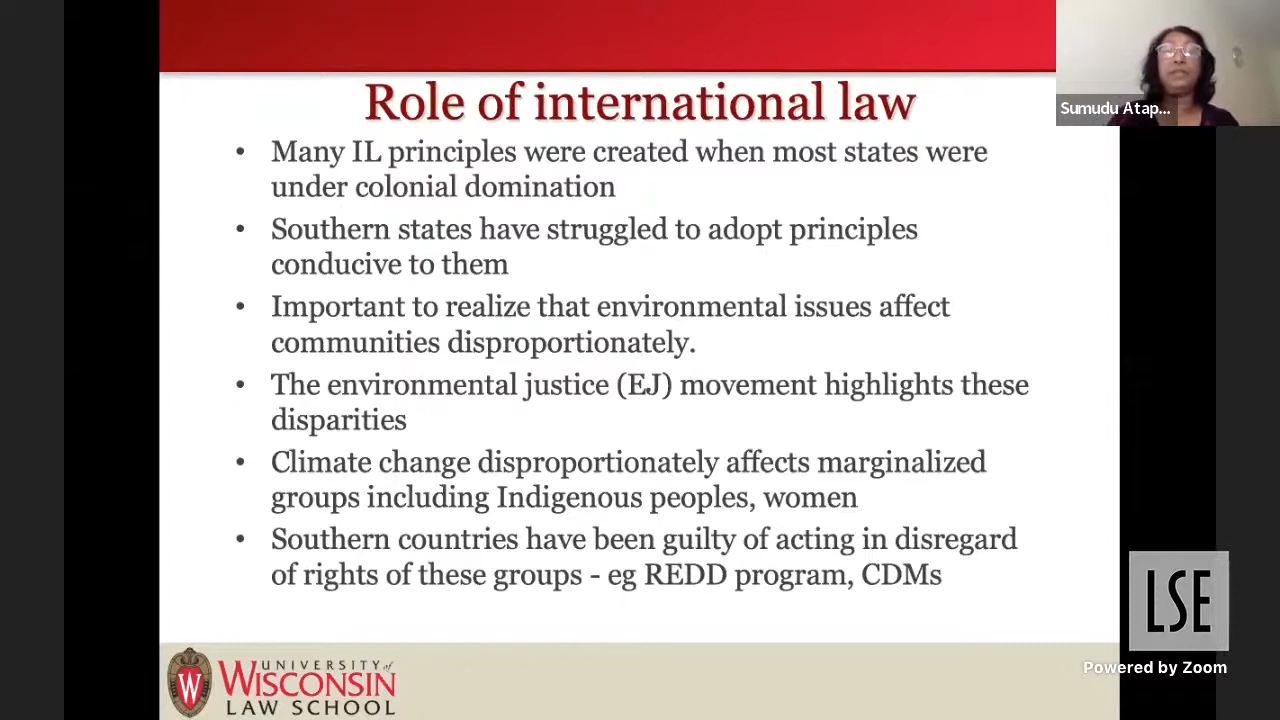 Role of international law
Sumudu Atap...
• Many IL principles were created when most states were
under colonial domination
• Southern states have struggled to adopt principles
conducive to them
• Important to realize that environmental issues affect
communities disproportionately.
• The environmental justice (EJ) movement highlights these
disparities
• Climate change disproportionately affects marginalized
groups including Indigenous peoples, women
• Southern countries have been guilty of acting in disregard
of rights of these groups - eg REDD program, CDMs
LSE
Powered by Zoom
W
UNIVERSITY of
WISCONSIN
LAW SCHOOL